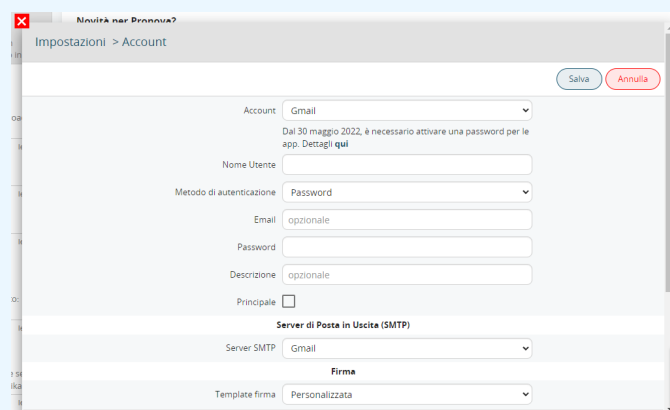 Novità per Pronova?
Impostazioni > Account
Salva
Annulla
Account
Gmail
Dal 30 maggio 2022, è necessario attivare una password per le
app. Dettagli qui
Nome Utente
Metodo di autenticazione
Password
Email
opzionale
Password
Descrizione
opzionale
Principale
Server di Posta in Uscita (SMTP)
Server SMTP
Gmail
Firma
Template firma
Personalizzata